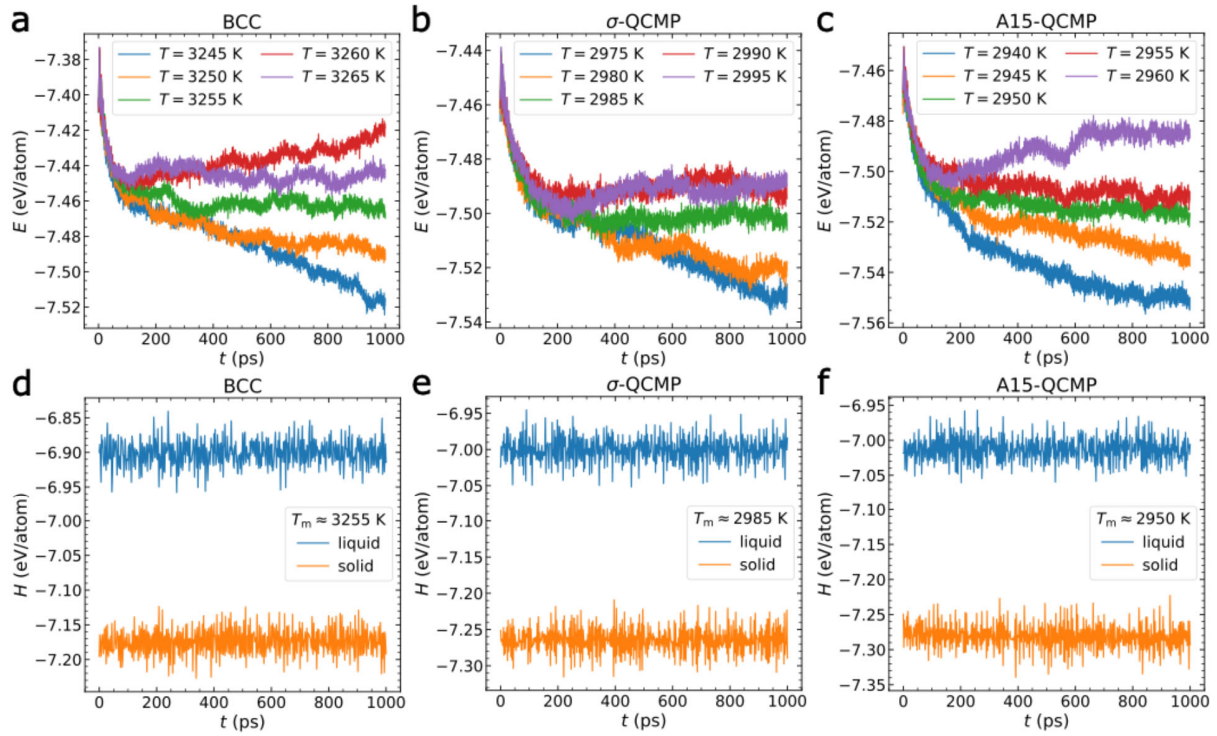 a
BCC
T = 3245 K
T = 3250 K
T = 3255 K
T = 3260 K
T = 3265 K
−7.38
−7.40
−7.42
−7.44
−7.46
−7.48
−7.50
−7.52
E (eV/atom)
0 200 400 600 800 1000
t (ps)
b
σ-QCMP
T = 2975 K
T = 2980 K
T = 2985 K
T = 2990 K
T = 2995 K
−7.44
−7.46
−7.48
−7.50
−7.52
−7.54
E (eV/atom)
0 200 400 600 800 1000
t (ps)
c
A15-QCMP
T = 2940 K
T = 2945 K
T = 2950 K
T = 2955 K
T = 2960 K
−7.46
−7.48
−7.50
−7.52
−7.54
−7.56
E (eV/atom)
0 200 400 600 800 1000
t (ps)
d
BCC
−6.85
−6.90
−6.95
−7.00
−7.05
−7.10
−7.15
−7.20
H (eV/atom)
Tm ≈ 3255 K
liquid
solid
0 200 400 600 800 1000
t (ps)
e
σ-QCMP
−6.95
−7.00
−7.05
−7.10
−7.15
−7.20
−7.25
−7.30
H (eV/atom)
Tm ≈ 2985 K
liquid
solid
0 200 400 600 800 1000
t (ps)
f
A15-QCMP
−6.95
−7.00
−7.05
−7.10
−7.15
−7.20
−7.25
−7.30
−7.35
H (eV/atom)
Tm ≈ 2950 K
liquid
solid
0 200 400 600 800 1000
t (ps)